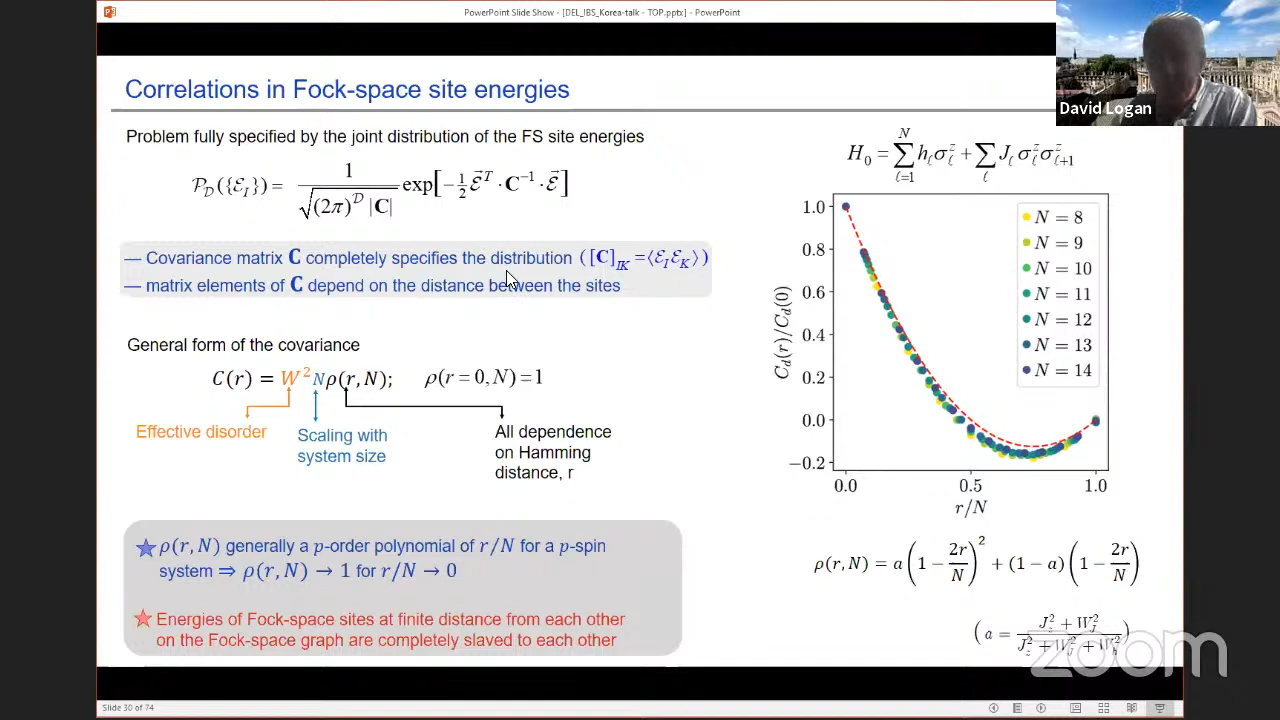 PowerPoint Slide Show - [DEL_IBS_Korea-talk - TOP.pptx] - PowerPoint
David Logan
Correlations in Fock-space site energies
Problem fully specified by the joint distribution of the FS site energies
𝒫_𝒟({ℰ_I}) = 1 / √((2π)^𝒟 |C|) exp[−½ ℰ⃗^T · C^−1 · ℰ⃗]
— Covariance matrix C completely specifies the distribution ([C]_IK = ⟨ℰ_I ℰ_K⟩)
— matrix elements of C depend on the distance between the sites
General form of the covariance
C(r) = W²Nρ(r, N); ρ(r = 0, N) = 1
Effective disorder
Scaling with
system size
All dependence
on Hamming
distance, r
★ ρ(r, N) generally a p-order polynomial of r/N for a p-spin
system ⇒ ρ(r, N) → 1 for r/N → 0
★ Energies of Fock-space sites at finite distance from each other
on the Fock-space graph are completely slaved to each other
H_0 = Σ_{ℓ=1}^{N} h_ℓ σ_ℓ^z + Σ_ℓ J_ℓ σ_ℓ^z σ_{ℓ+1}^z
C_d(r)/C_d(0)
1.0
0.8
0.6
0.4
0.2
0.0
−0.2
N = 8
N = 9
N = 10
N = 11
N = 12
N = 13
N = 14
0.0 0.5 1.0
r/N
ρ(r, N) = a(1 − 2r/N)² + (1 − a)(1 − 2r/N)
(a = (J_z² + W_J²) / (J_z² + W_J² + W_h²))
zoom
Slide 30 of 74